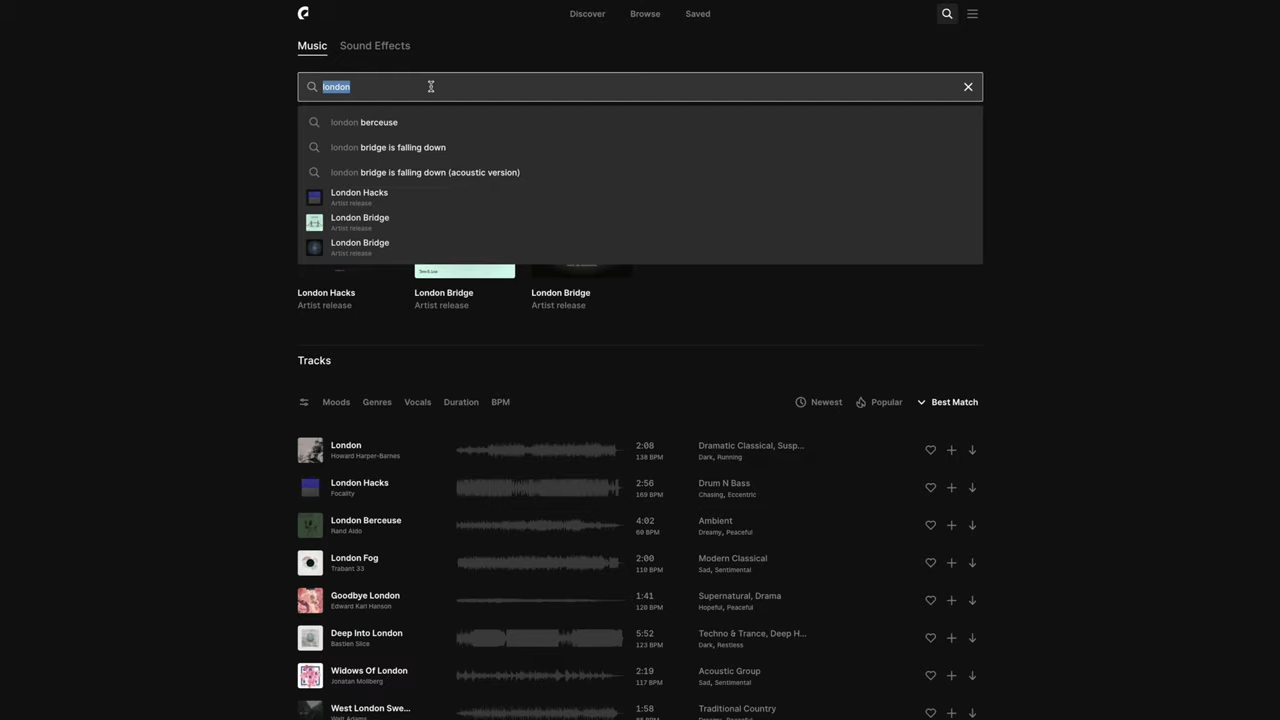 Discover Browse Saved
Music Sound Effects
london
london berceuse
london bridge is falling down
london bridge is falling down (acoustic version)
London Hacks
Artist release
London Bridge
Artist release
London Bridge
Artist release
London Hacks London Bridge London Bridge
Artist release Artist release Artist release
Tracks
Moods Genres Vocals Duration BPM Newest Popular Best Match
London 2:08 Dramatic Classical, Susp...
Howard Harper-Barnes 138 BPM Dark, Running
London Hacks 2:56 Drum N Bass
Focality 169 BPM Chasing, Eccentric
London Berceuse 4:02 Ambient
Rand Aldo 60 BPM Dreamy, Peaceful
London Fog 2:00 Modern Classical
Trabant 33 110 BPM Sad, Sentimental
Goodbye London 1:41 Supernatural, Drama
Edward Karl Hanson 120 BPM Hopeful, Peaceful
Deep Into London 5:52 Techno & Trance, Deep H...
Bastien Slice 123 BPM Dark, Restless
Widows Of London 2:19 Acoustic Group
Jonatan Mollberg 117 BPM Sad, Sentimental
West London Swe... 1:58 Traditional Country